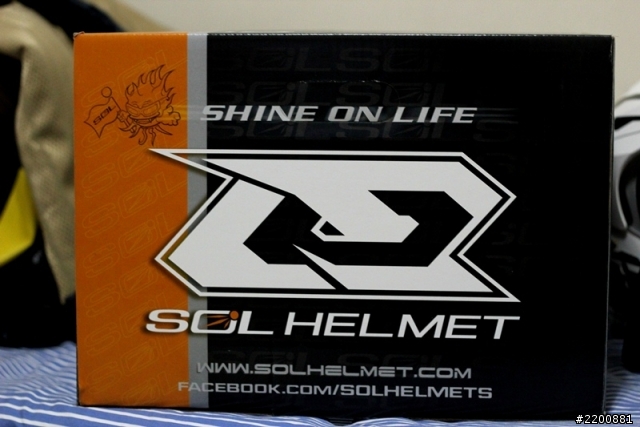 SHINE ON LIFE
SOL HELMET
WWW.SOLHELMET.COM
FACEBOOK.COM/SOLHELMETS
#2200881